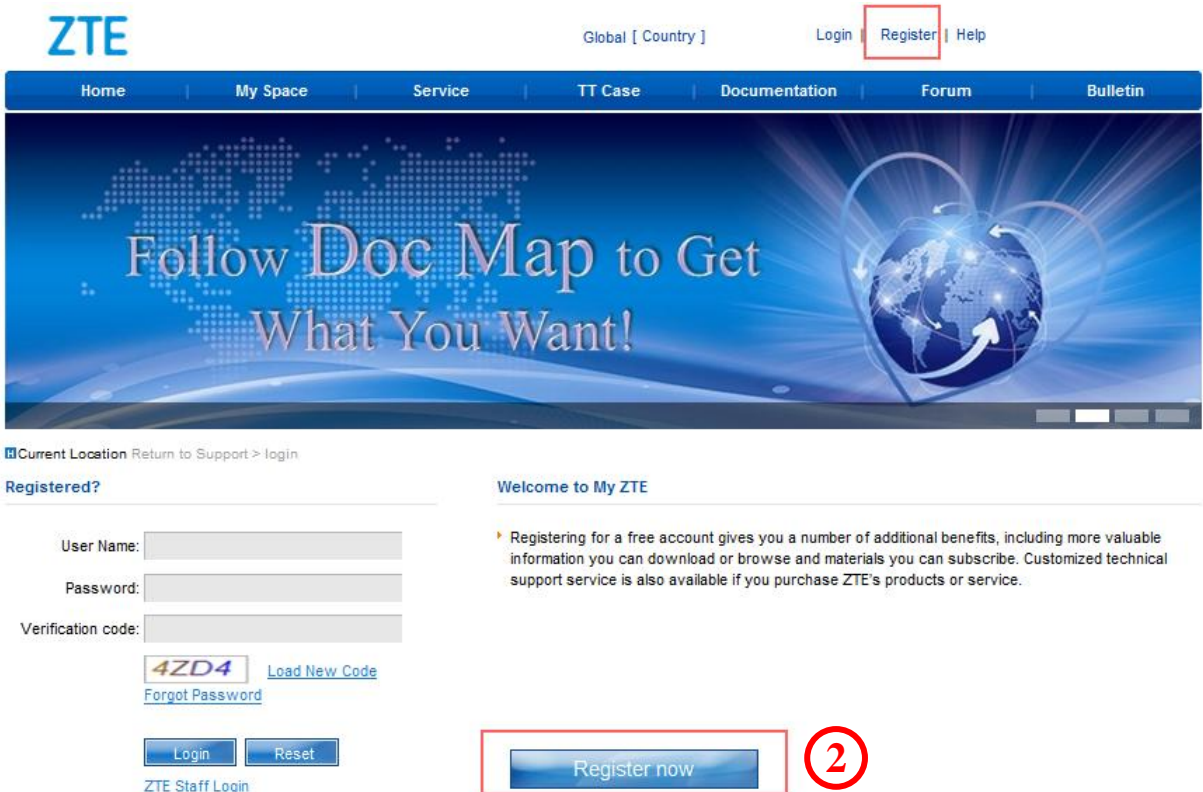 ZTE
Global [ Country ]
Login | Register | Help
Home | My Space | Service | TT Case | Documentation | Forum | Bulletin
Follow Doc Map to Get
What You Want!
H Current Location Return to Support > login
Registered?
User Name:
Password:
Verification code:
4ZD4 Load New Code
Forgot Password
Login Reset
ZTE Staff Login
Welcome to My ZTE
Registering for a free account gives you a number of additional benefits, including more valuable
information you can download or browse and materials you can subscribe. Customized technical
support service is also available if you purchase ZTE's products or service.
Register now
2